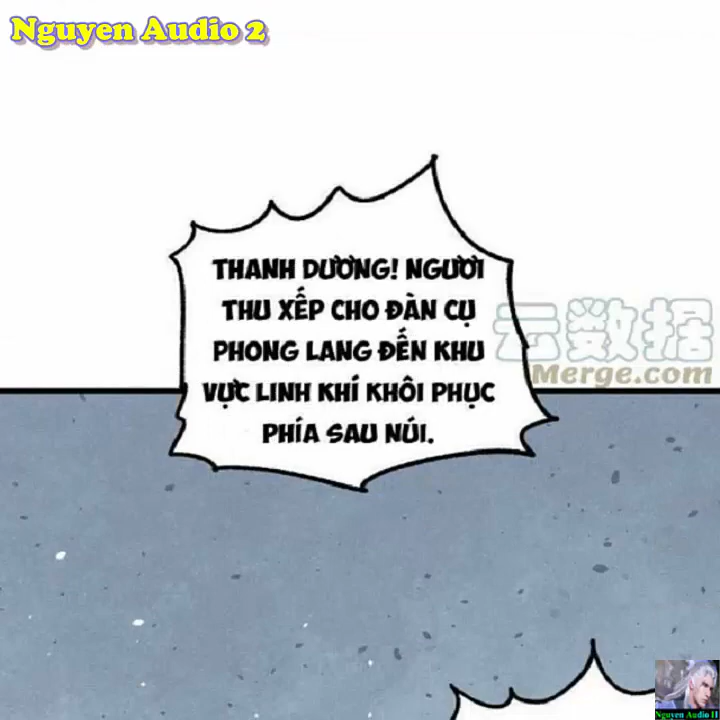 Nguyen Audio 2
THANH DƯƠNG! NGƯƠI
THU XẾP CHO ĐÀN CỤ
PHONG LANG ĐẾN KHU
VỰC LINH KHÍ KHÔI PHỤC
PHÍA SAU NÚI.
云数据
Merge.com
Nguyen Audio II